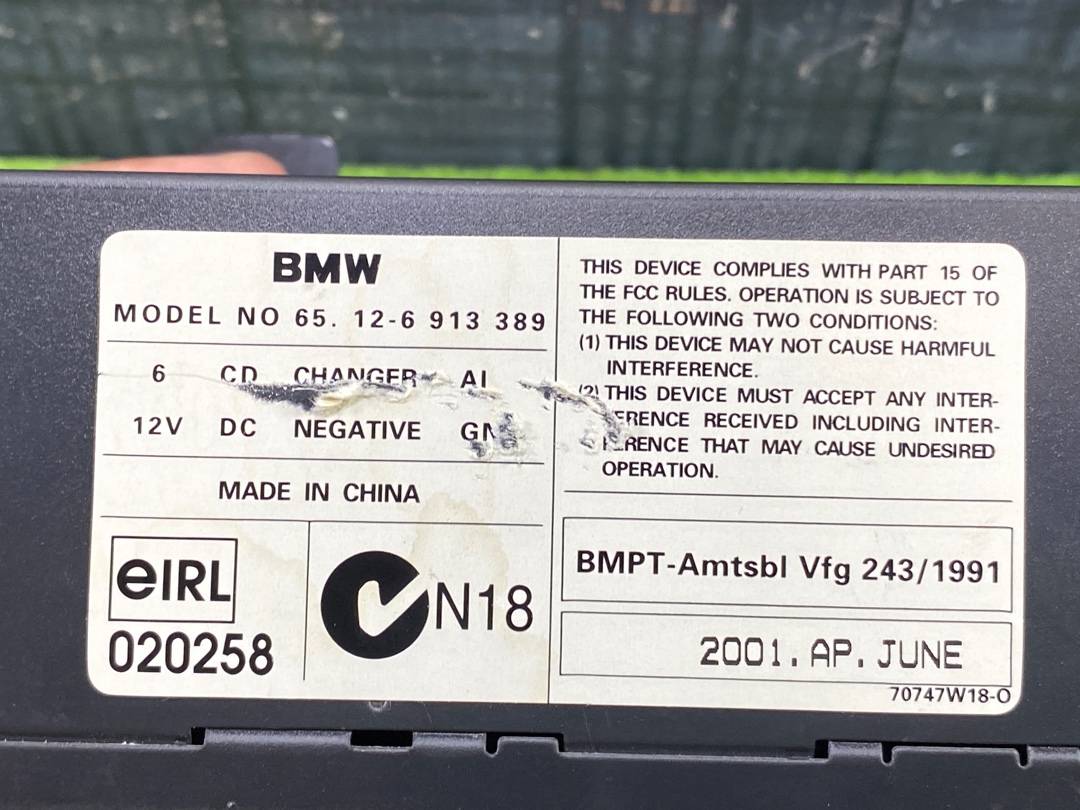 BMW
MODEL NO 65. 12-6 913 389
6 CD CHANGER
12V DC NEGATIVE
MADE IN CHINA
eIRL
020258
N18
THIS DEVICE COMPLIES WITH PART 15 OF
THE FCC RULES. OPERATION IS SUBJECT TO
THE FOLLOWING TWO CONDITIONS:
(1) THIS DEVICE MAY NOT CAUSE HARMFUL
INTERFERENCE.
(2) THIS DEVICE MUST ACCEPT ANY INTER-
FERENCE RECEIVED INCLUDING INTER-
FERENCE THAT MAY CAUSE UNDESIRED
OPERATION.
BMPT-Amtsbl Vfg 243/1991
2001. AP. JUNE
70747W18-O